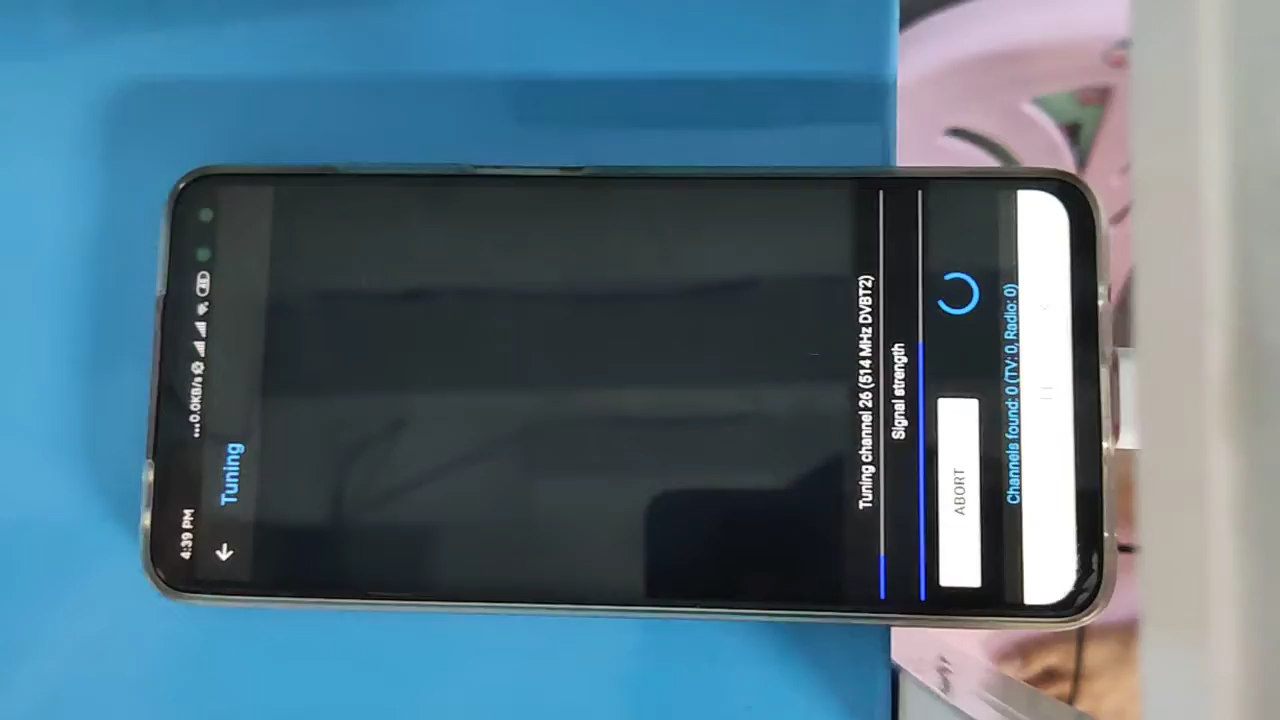 4:39 PM
...0.0KB/s
Tuning
Tuning channel 26 (514 MHz DVBT2)
Signal strength
ABORT
Channels found: 0 (TV: 0, Radio: 0)